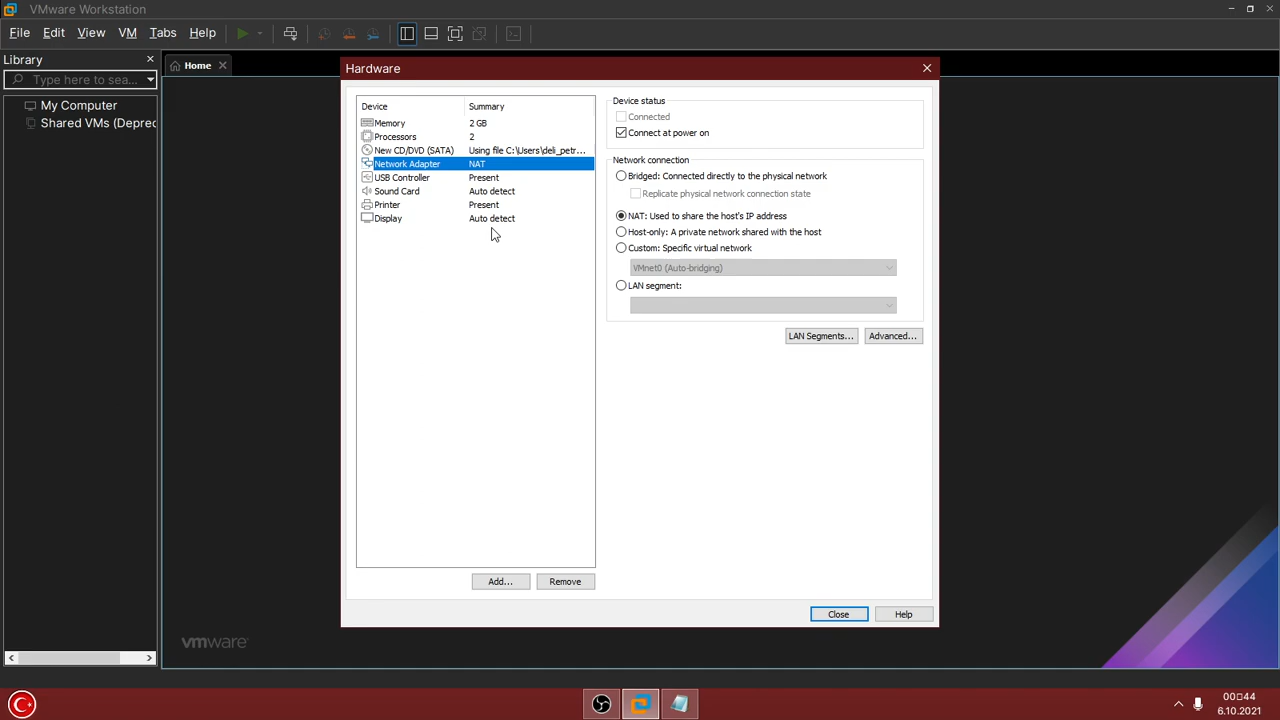 VMware Workstation
File Edit View VM Tabs Help
Library
Type here to sea...
My Computer
Shared VMs (Deprec
Home
Hardware
Device Summary
Memory 2 GB
Processors 2
New CD/DVD (SATA) Using file C:\Users\deli_petr...
Network Adapter NAT
USB Controller Present
Sound Card Auto detect
Printer Present
Display Auto detect
Add... Remove
Device status
Connected
Connect at power on
Network connection
Bridged: Connected directly to the physical network
Replicate physical network connection state
NAT: Used to share the host's IP address
Host-only: A private network shared with the host
Custom: Specific virtual network
VMnet0 (Auto-bridging)
LAN segment:
LAN Segments... Advanced...
Close Help
vmware
00:44
6.10.2021